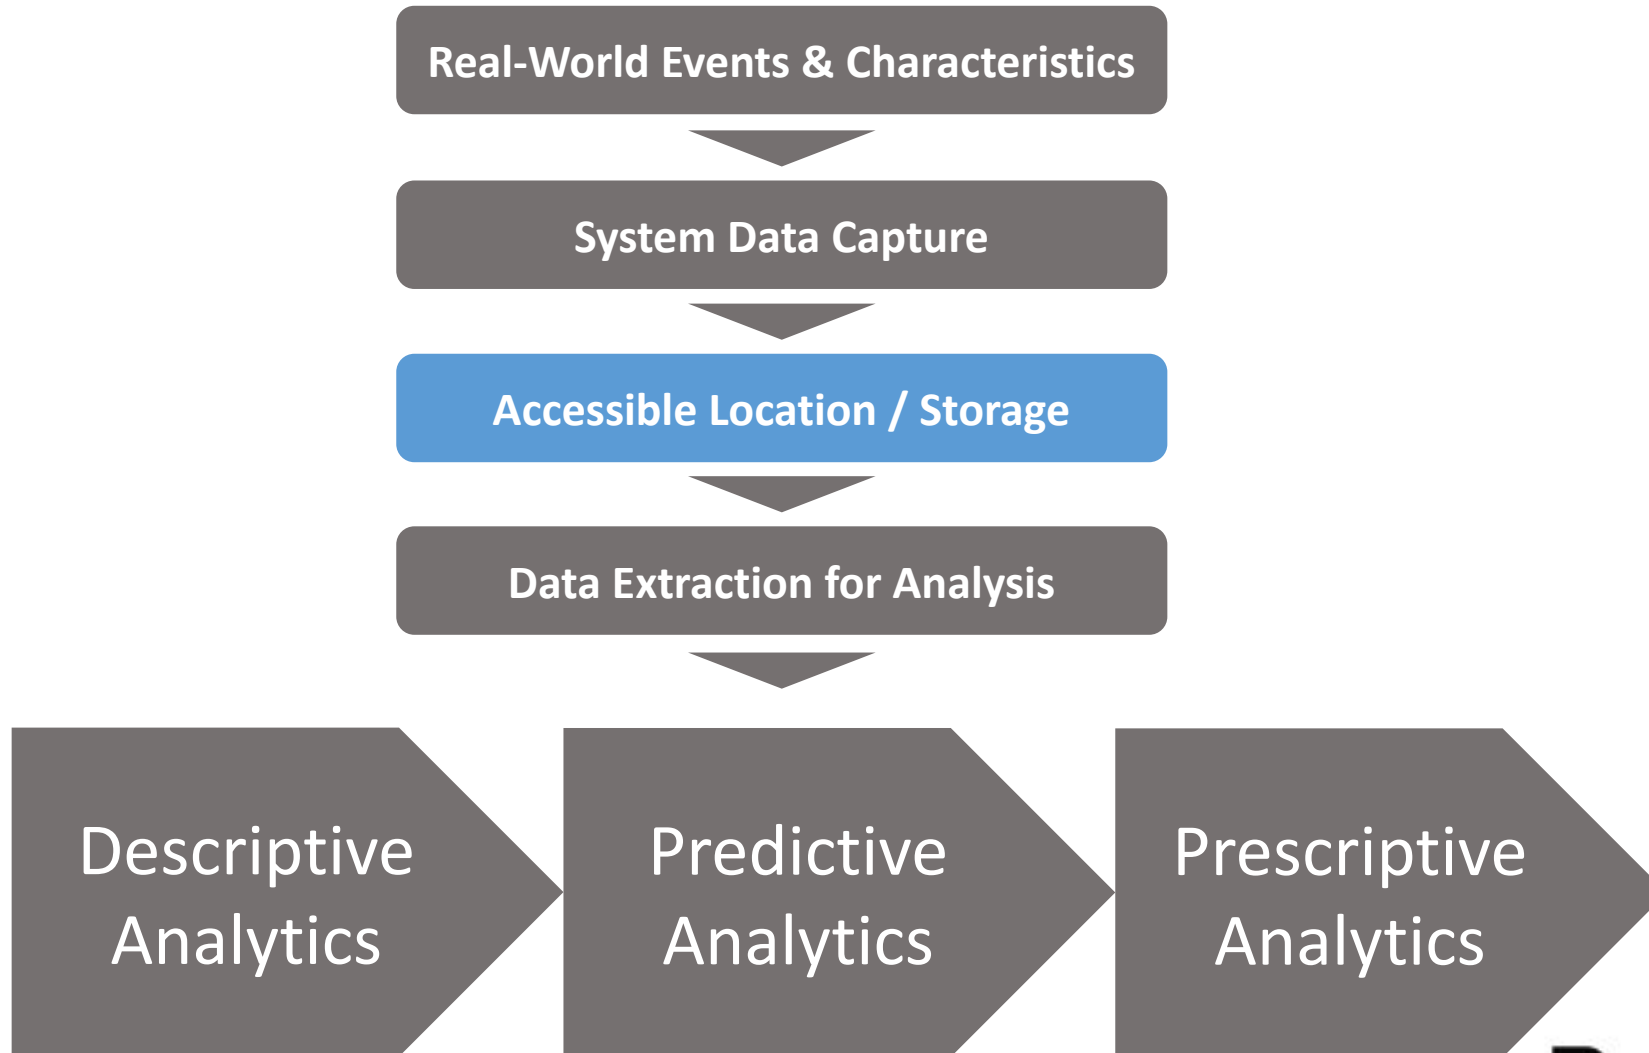 Real-World Events & Characteristics
System Data Capture
Accessible Location / Storage
Data Extraction for Analysis
Descriptive
Analytics
Predictive
Analytics
Prescriptive
Analytics